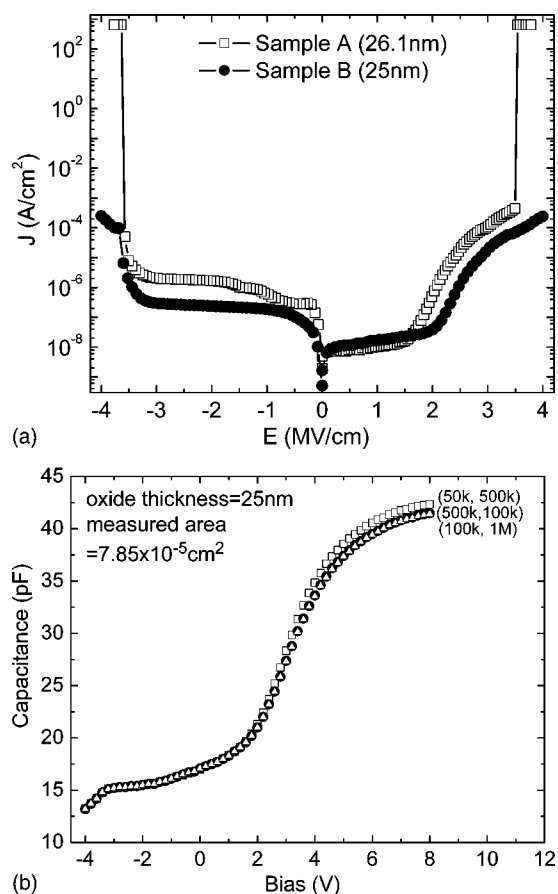 10²
10⁰
10⁻²
10⁻⁴
10⁻⁶
10⁻⁸
J (A/cm²)
Sample A (26.1nm)
Sample B (25nm)
-4 -3 -2 -1 0 1 2 3 4
E (MV/cm)
(a)
45
40
35
30
25
20
15
10
Capacitance (pF)
oxide thickness=25nm
measured area
=7.85x10⁻⁵cm²
(50k, 500k)
(500k,100k)
(100k, 1M)
-4 -2 0 2 4 6 8 10 12
Bias (V)
(b)